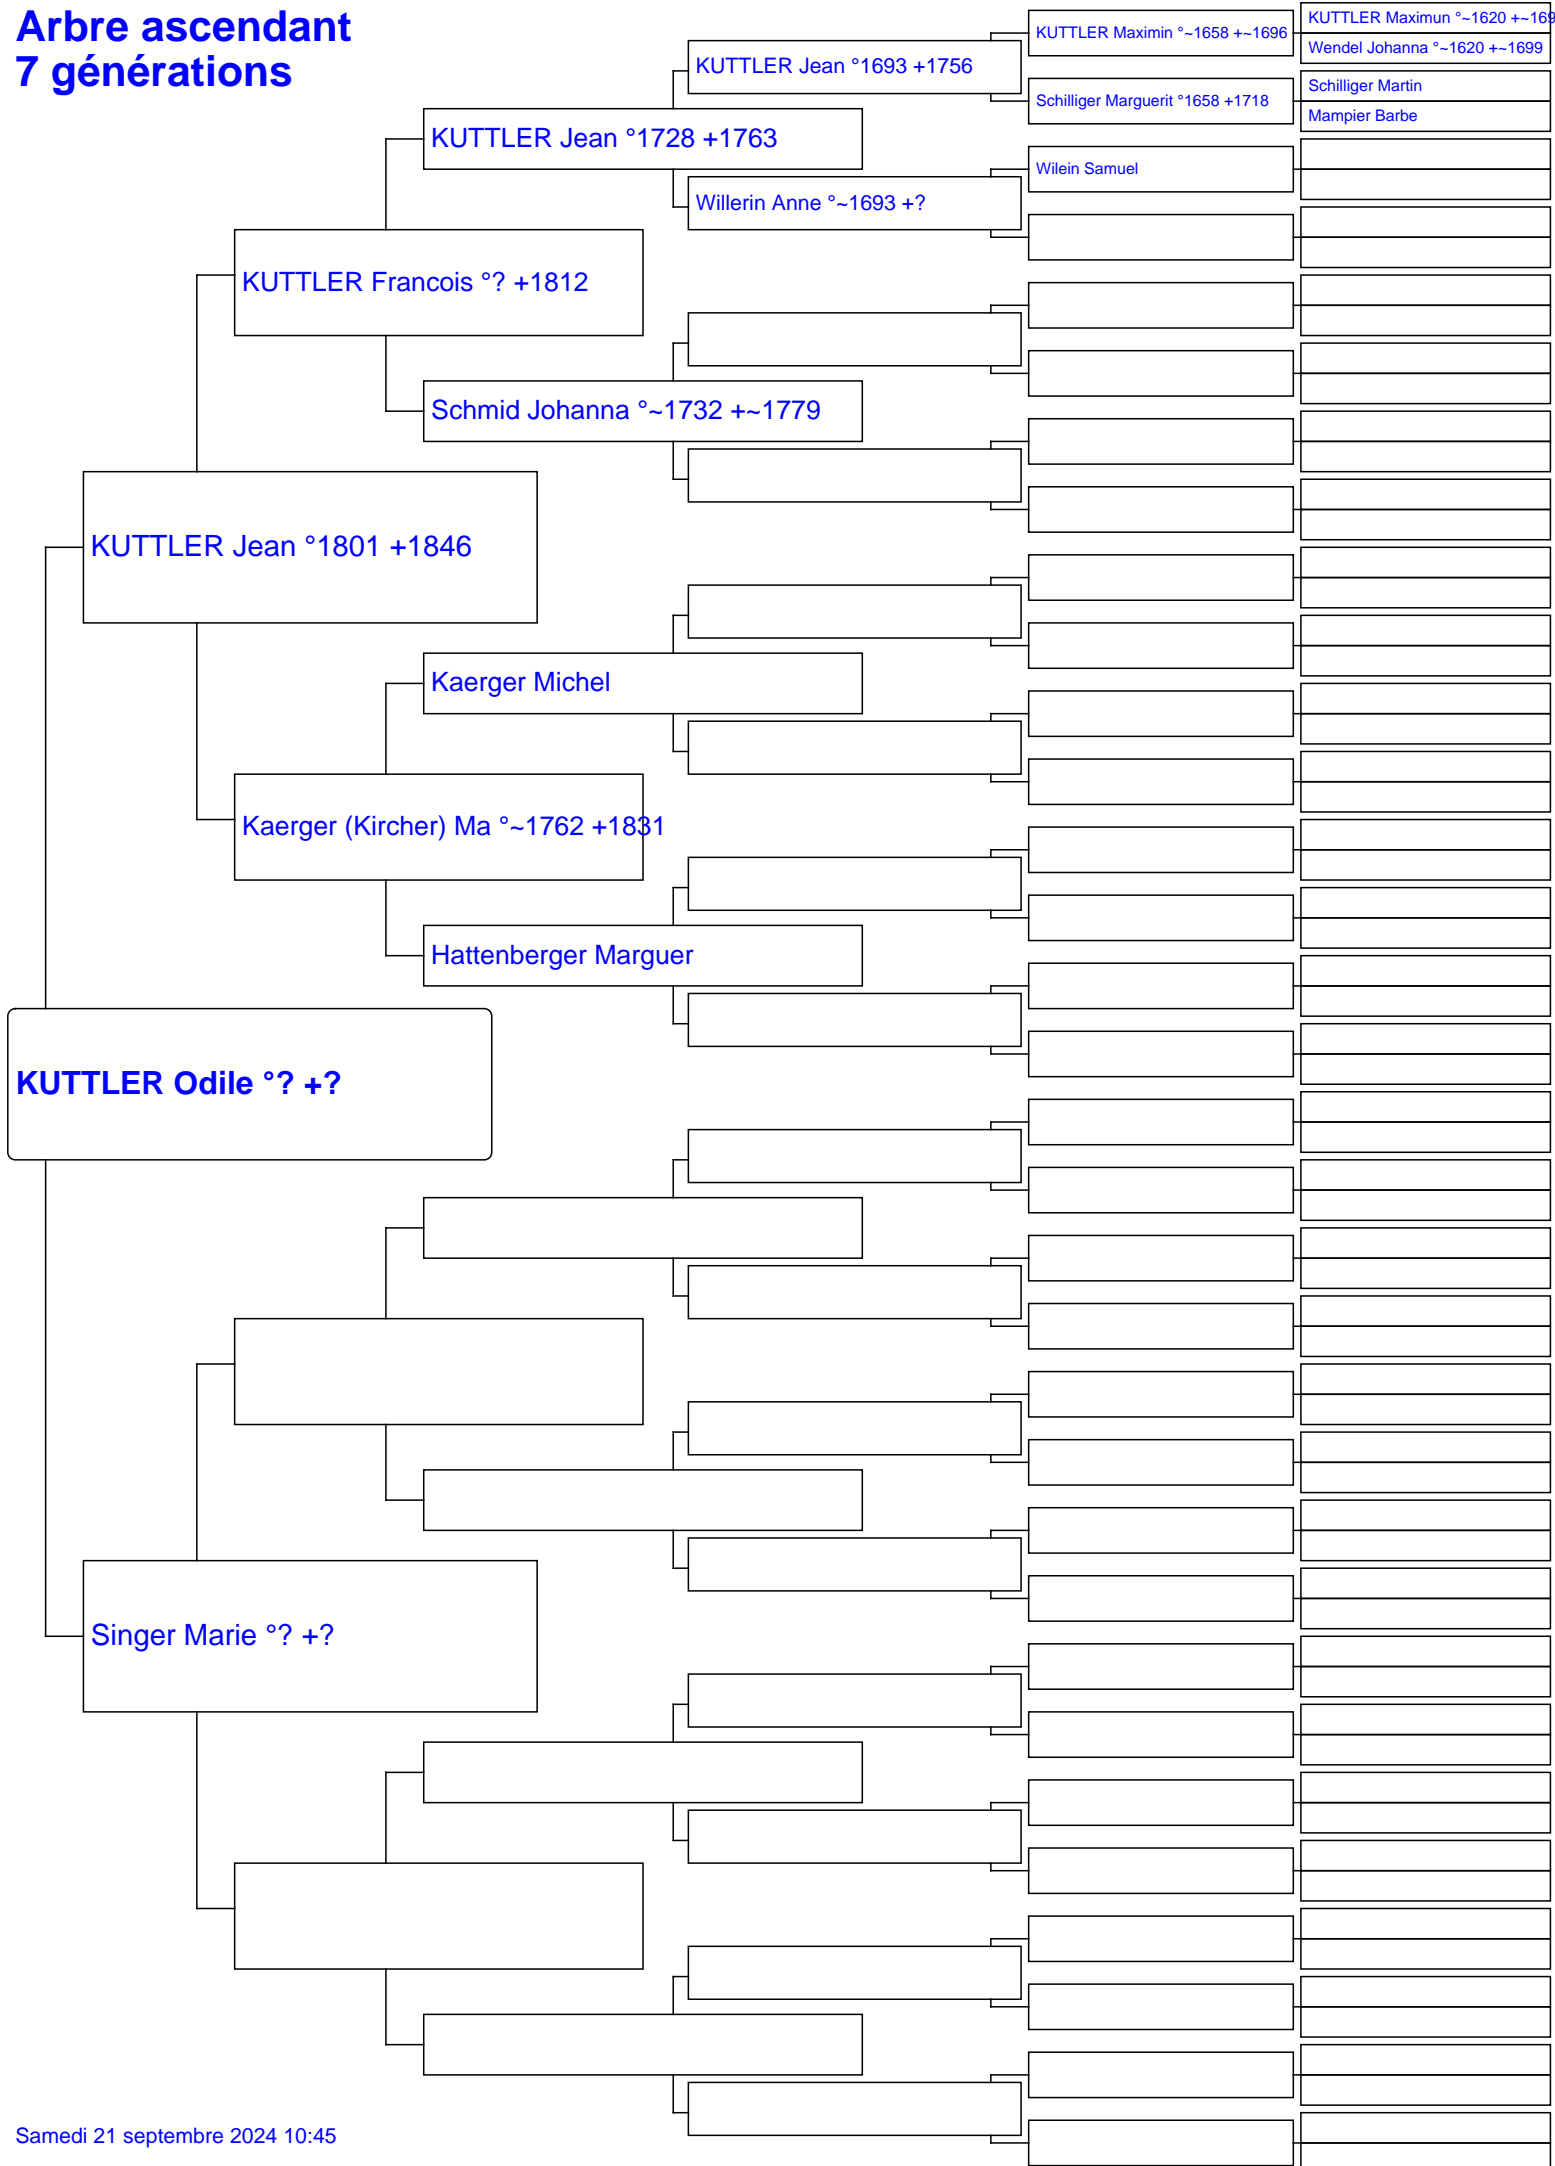 Arbre ascendant
7 générations
KUTTLER Maximun °~1620 +~169
KUTTLER Maximin °~1658 +~1696
Wendel Johanna °~1620 +~1699
KUTTLER Jean °1693 +1756
Schilliger Martin
Schilliger Marguerit °1658 +1718
Mampier Barbe
KUTTLER Jean °1728 +1763
Wilein Samuel
Willerin Anne °~1693 +?
KUTTLER Francois °? +1812
Schmid Johanna °~1732 +~1779
KUTTLER Jean °1801 +1846
Kaerger Michel
Kaerger (Kircher) Ma °~1762 +1831
Hattenberger Marguer
KUTTLER Odile °? +?
Singer Marie °? +?
Samedi 21 septembre 2024 10:45